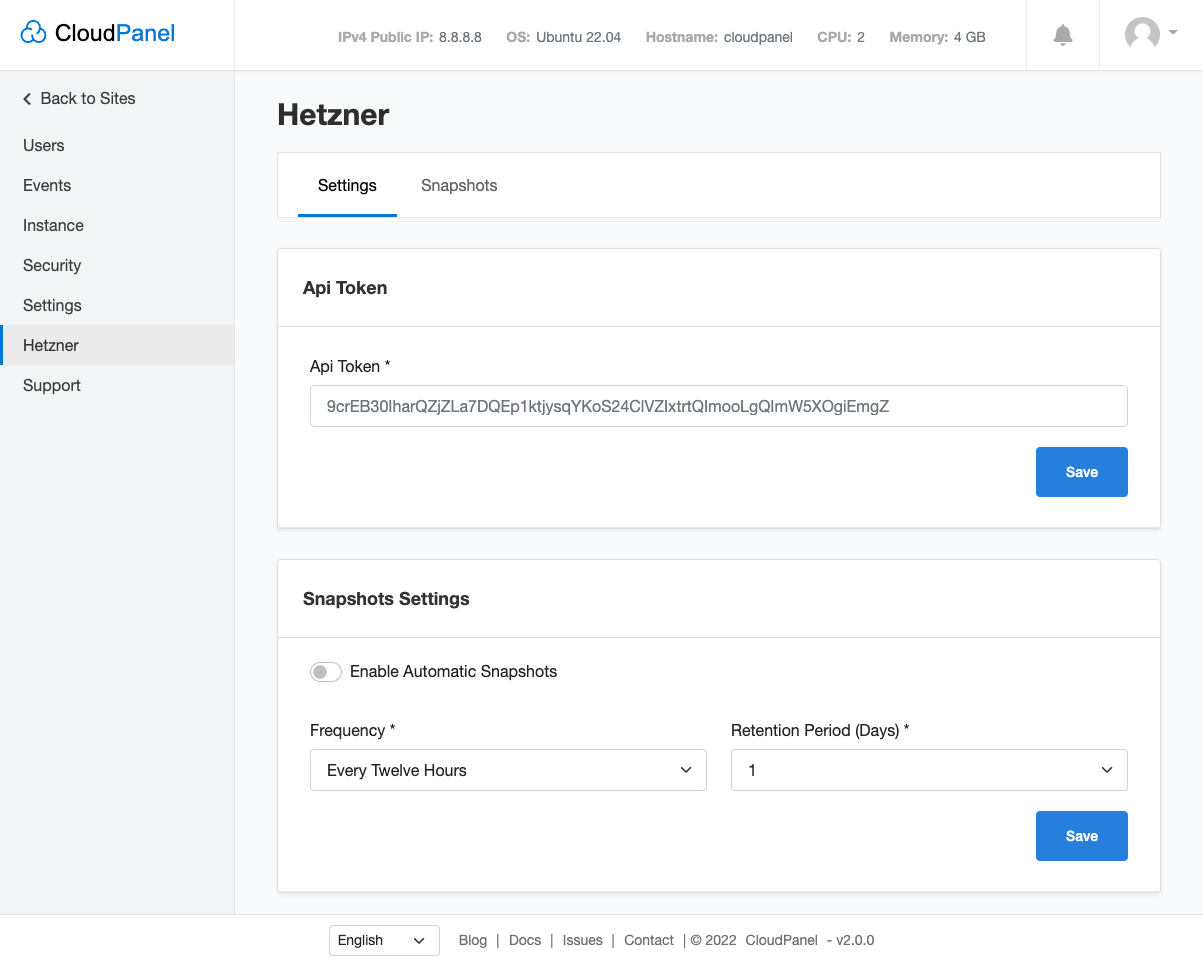 CloudPanel
IPv4 Public IP: 8.8.8.8 OS: Ubuntu 22.04 Hostname: cloudpanel CPU: 2 Memory: 4 GB
Back to Sites
Users
Events
Instance
Security
Settings
Hetzner
Support
Hetzner
Settings Snapshots
Api Token
Api Token *
9crEB30lharQZjZLa7DQEp1ktjysqYKoS24ClVZIxtrtQImooLgQlmW5XOgiEmgZ
Save
Snapshots Settings
Enable Automatic Snapshots
Frequency * Retention Period (Days) *
Every Twelve Hours 1
Save
English Blog | Docs | Issues | Contact | © 2022 CloudPanel - v2.0.0